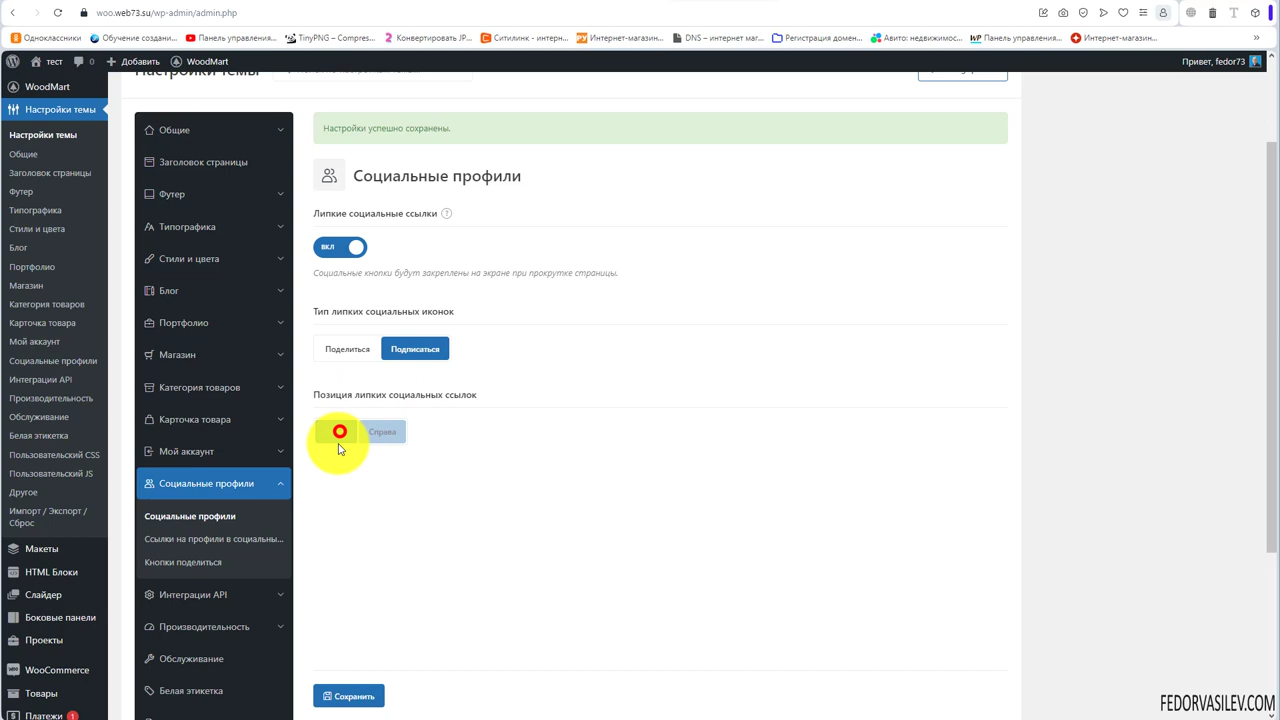 woo.web73.su/wp-admin/admin.php
Одноклассники
Обучение создани...
Панель управления...
TinyPNG – Compres...
Конвертировать JP...
Ситилинк - интерн...
Интернет-магазин...
DNS – интернет маг...
Регистрация домен...
Авито: недвижимос...
Панель управления...
Интернет-магазин...
тест
0
Добавить
WoodMart
Привет, fedor73
Настройки темы
WoodMart
Настройки темы
Настройки темы
Общие
Заголовок страницы
Футер
Типографика
Стили и цвета
Блог
Портфолио
Магазин
Категория товаров
Карточка товара
Мой аккаунт
Социальные профили
Интеграции API
Производительность
Обслуживание
Белая этикетка
Пользовательский CSS
Пользовательский JS
Другое
Импорт / Экспорт /
Сброс
Макеты
HTML Блоки
Слайдер
Боковые панели
Проекты
WooCommerce
Товары
Платежи 1
Общие
Заголовок страницы
Футер
Типографика
Стили и цвета
Блог
Портфолио
Магазин
Категория товаров
Карточка товара
Мой аккаунт
Социальные профили
Социальные профили
Ссылки на профили в социальны...
Кнопки поделиться
Интеграции API
Производительность
Обслуживание
Белая этикетка
Настройки успешно сохранены.
Социальные профили
Липкие социальные ссылки ?
ВКЛ
Социальные кнопки будут закреплены на экране при прокрутке страницы.
Тип липких социальных иконок
Поделиться
Подписаться
Позиция липких социальных ссылок
Справа
Сохранить
FEDORVASILEV.COM